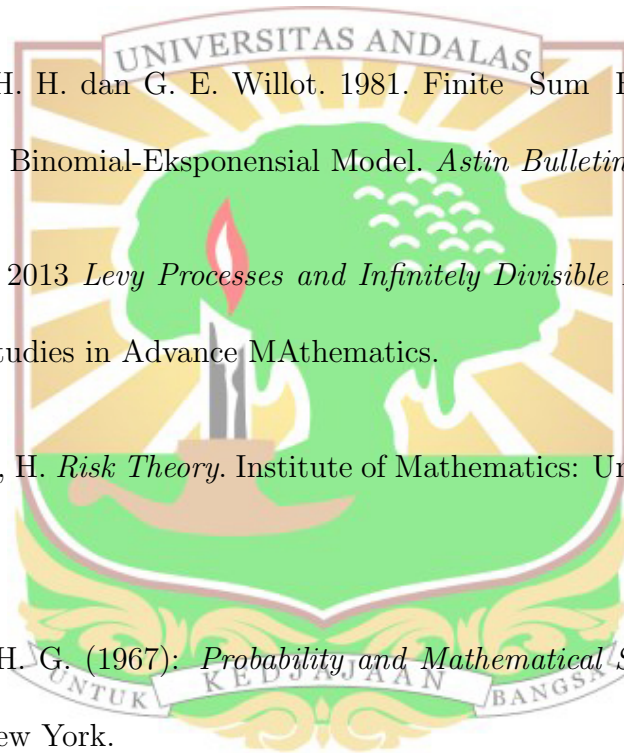 UNIVERSITAS ANDALAS
H. H. dan G. E. Willot. 1981. Finite Sum
Binomial-Eksponensial Model. Astin Bulletin
2013 Levy Processes and Infinitely Divisible
tudies in Advance MAthematics.
, H. Risk Theory. Institute of Mathematics: Un
H. G. (1967): Probability and Mathematical S
UNTUK KEDJAJAAN BANGSA
ew York.